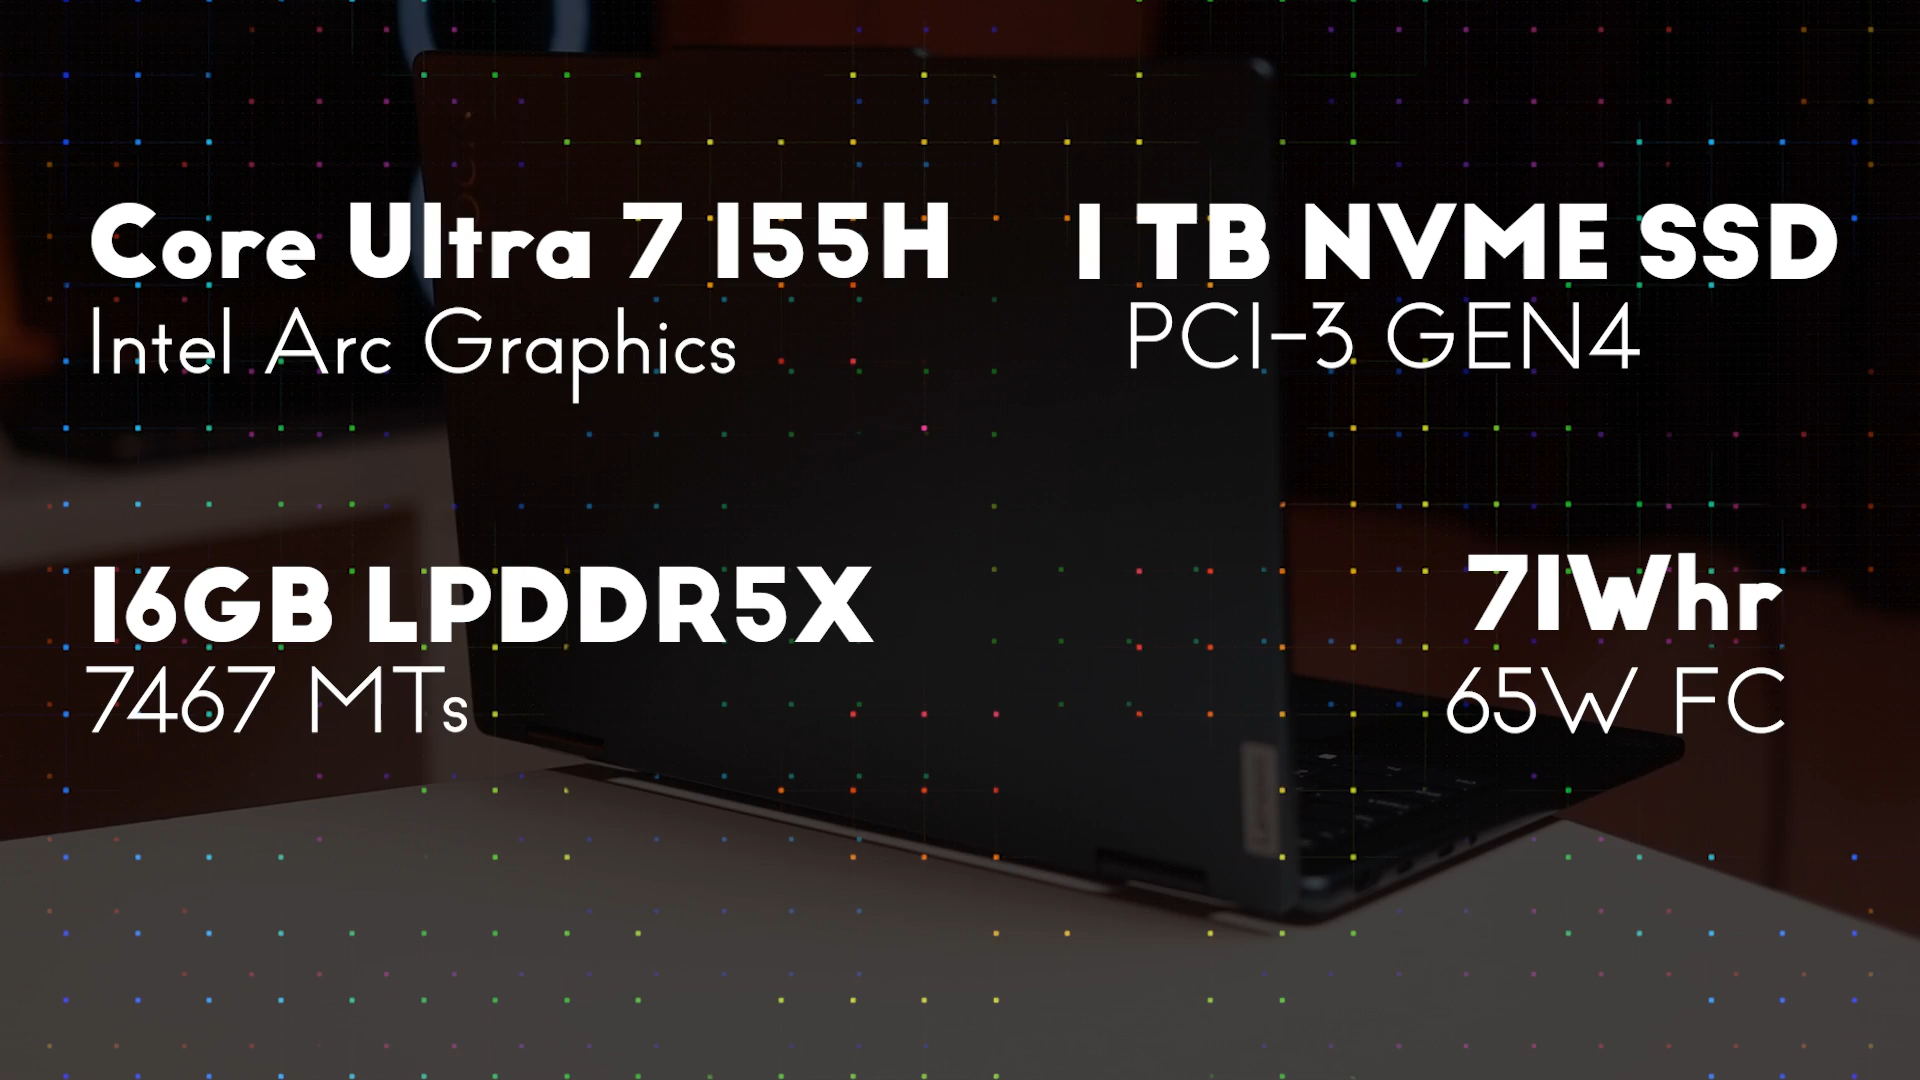 Core Ultra 7 155H
Intel Arc Graphics
1 TB NVME SSD
PCI-3 GEN4
16GB LPDDR5X
7467 MTs
71Whr
65W FC